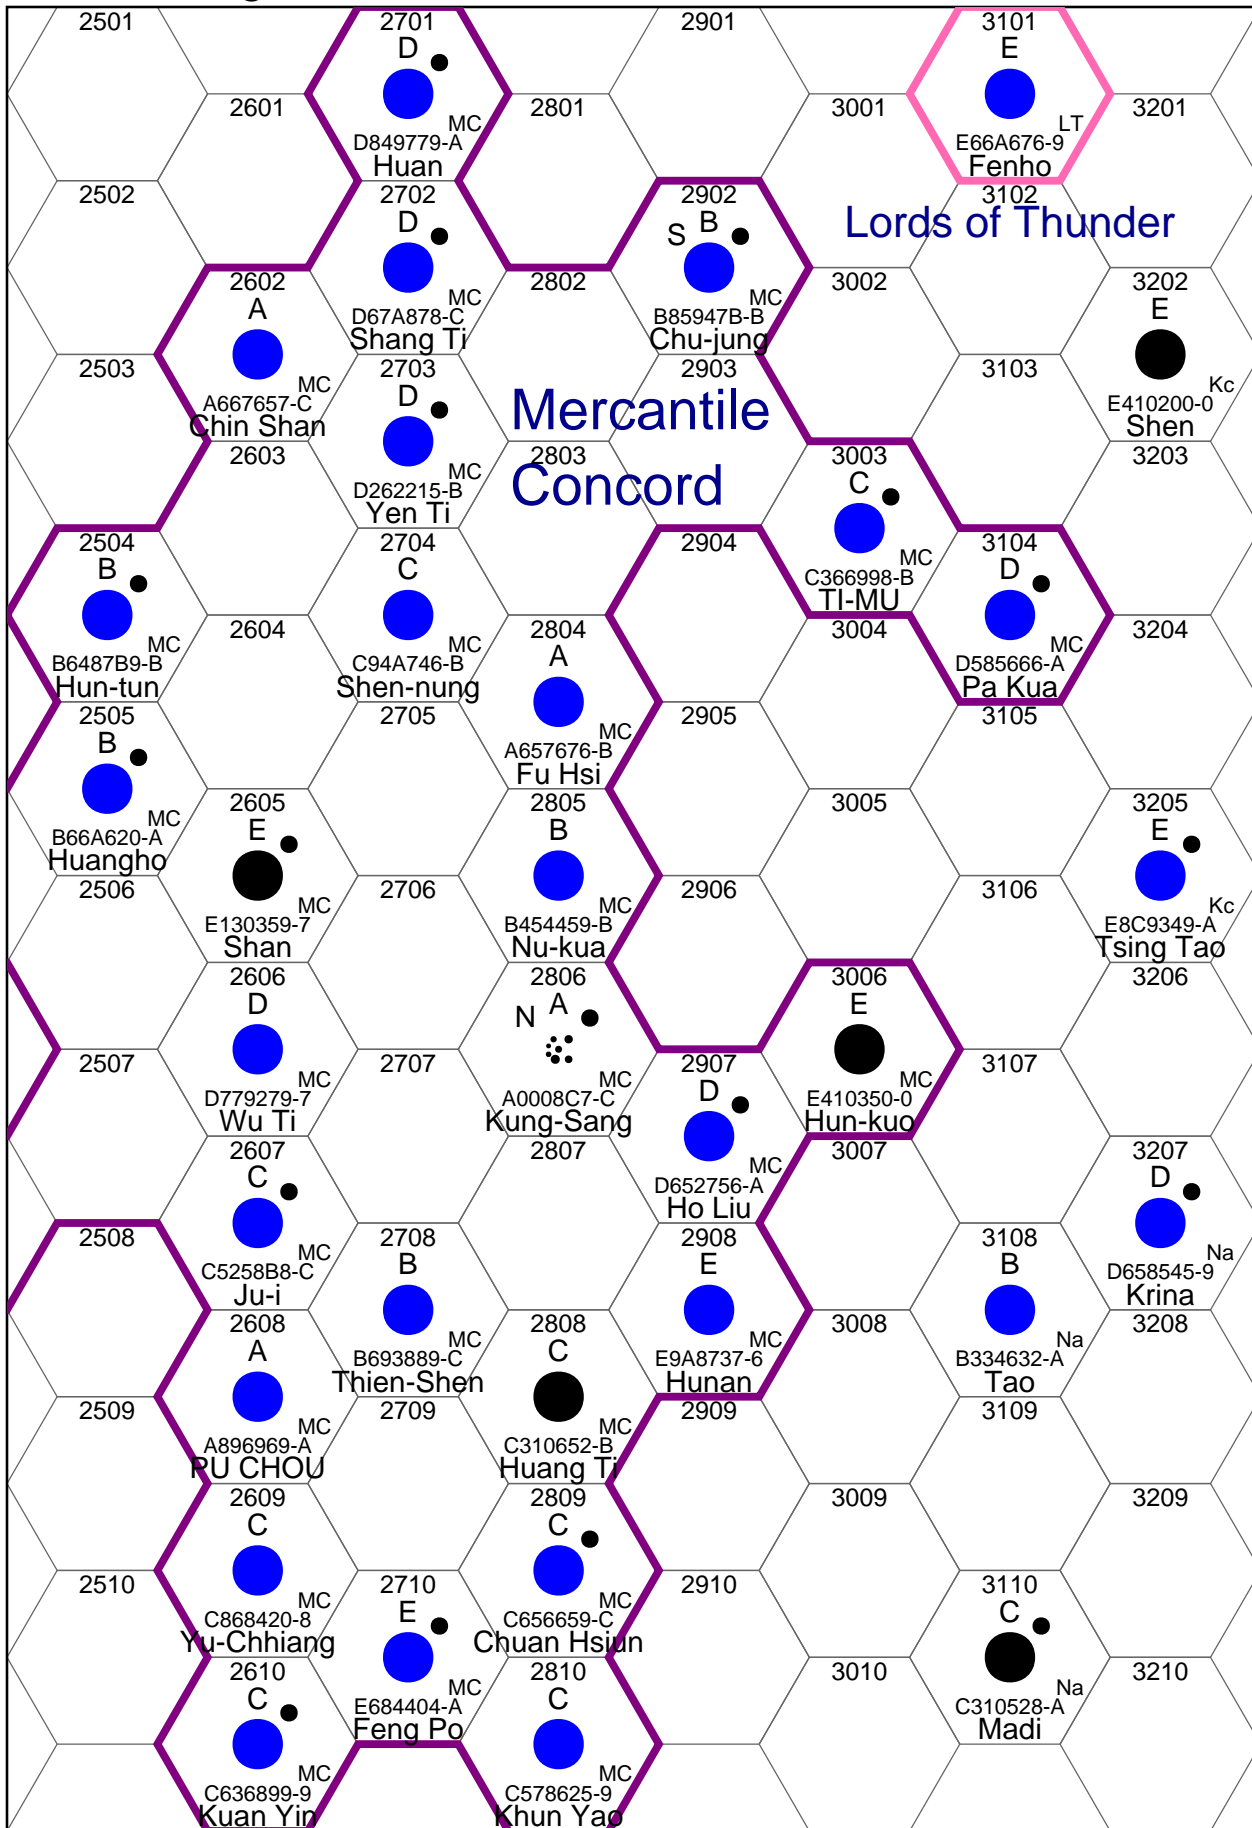 2501
2701
D
MC
D849779-A
Huan
2901
3101
E
LT
E66A676-9
Fenho
2601
2801
3001
3201
2502
2702
D
MC
D67A878-C
Shang Ti
2902
S B
MC
B85947B-B
Chu-jung
3102
Lords of Thunder
2602
A
MC
A667657-C
Chin Shan
2802
3002
3202
E
Kc
E410200-0
Shen
2503
2703
D
MC
D262215-B
Yen Ti
2903
3103
Mercantile
Concord
2603
2803
3003
C
MC
C366998-B
TI-MU
3203
2504
B
MC
B6487B9-B
Hun-tun
2704
C
MC
C94A746-B
Shen-nung
2904
3104
D
MC
D585666-A
Pa Kua
2604
2804
A
MC
A657676-B
Fu Hsi
3004
3204
2505
B
MC
B66A620-A
Huangho
2705
2905
3105
2605
E
MC
E130359-7
Shan
2805
B
MC
B454459-B
Nu-kua
3005
3205
E
Kc
E8C9349-A
Tsing Tao
2506
2706
2906
3106
2606
D
MC
D779279-7
Wu Ti
2806
N A
MC
A0008C7-C
Kung-Sang
3006
E
MC
E410350-0
Hun-kuo
3206
2507
2707
2907
D
MC
D652756-A
Ho Liu
3107
2607
C
MC
C5258B8-C
Ju-i
2807
3007
3207
D
Na
D658545-9
Krina
2508
2708
B
MC
B693889-C
Thien-Shen
2908
E
MC
E9A8737-6
Hunan
3108
B
Na
B334632-A
Tao
2608
A
MC
A896969-A
PU CHOU
2808
C
MC
C310652-B
Huang Ti
3008
3208
2509
2709
2909
3109
2609
C
MC
C868420-8
Yu-Chhiang
2809
C
MC
C656659-C
Chuan Hsiun
3009
3209
2510
2710
E
MC
E684404-A
Feng Po
2910
3110
C
Na
C310528-A
Madi
2610
C
MC
C636899-9
Kuan Yin
2810
C
MC
C578625-9
Khun Yao
3010
3210